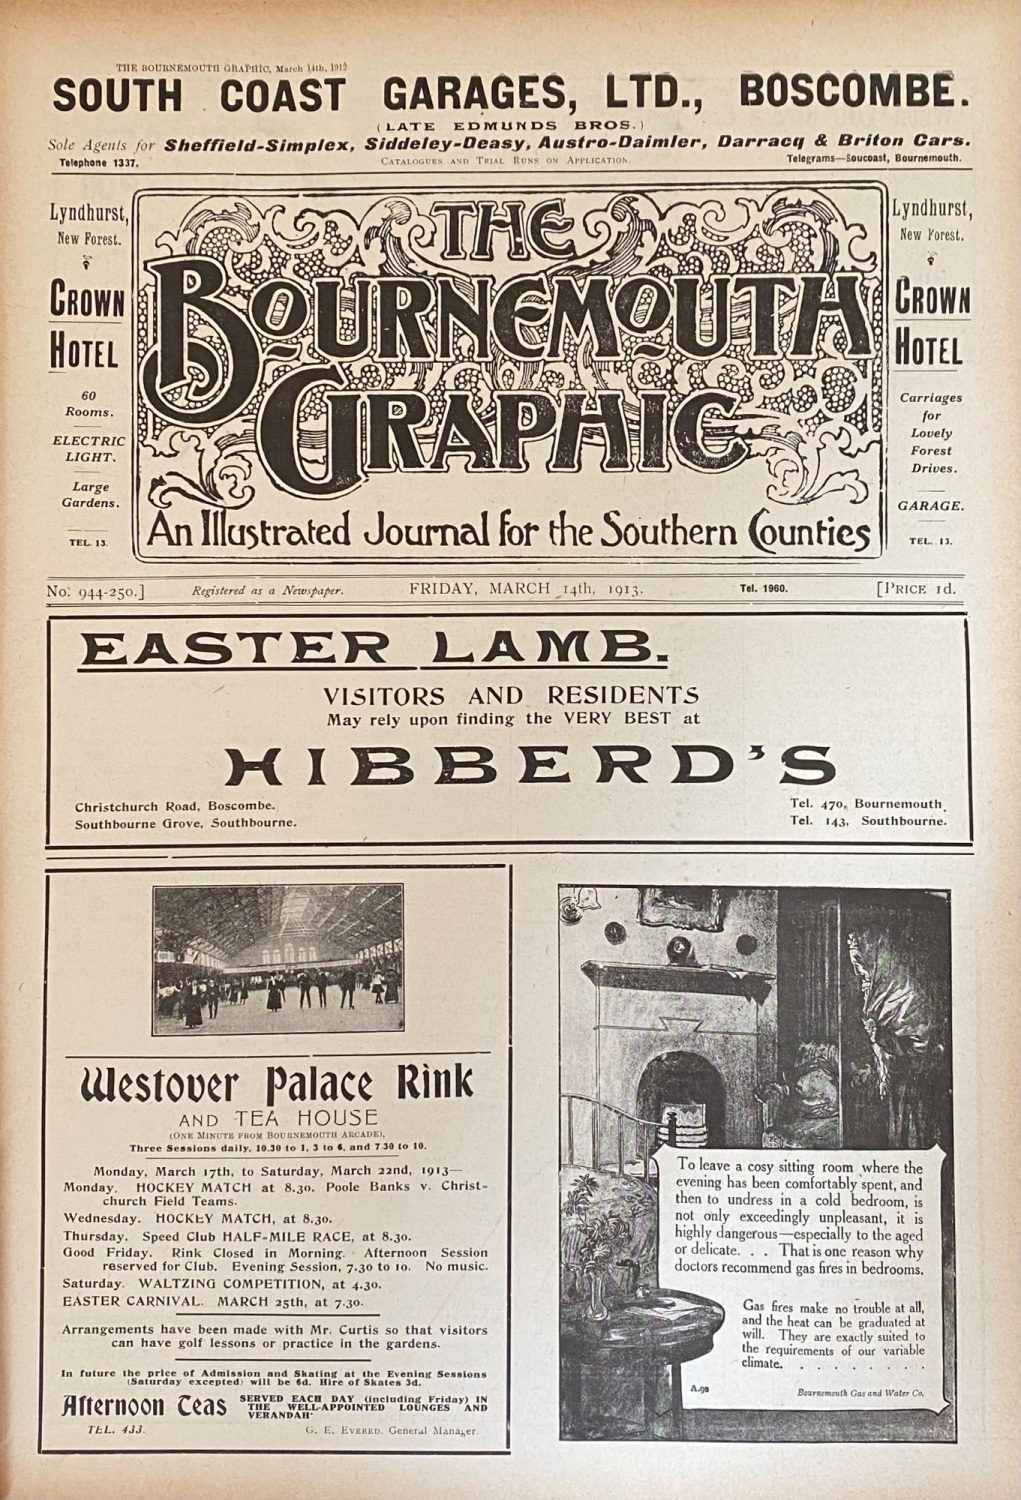 THE BOURNEMOUTH GRAPHIC, March 14th, 1913
SOUTH COAST GARAGES, LTD., BOSCOMBE.
(LATE EDMUNDS BROS.)
Sole Agents for Sheffield-Simplex, Siddeley-Deasy, Austro-Daimler, Darracq & Briton Cars.
Telephone 1337. CATALOGUES AND TRIAL RUNS ON APPLICATION. Telegrams—Soucoast, Bournemouth.
Lyndhurst,
New Forest.
CROWN
HOTEL
60
Rooms.
ELECTRIC
LIGHT.
Large
Gardens.
TEL. 13.
THE
BOURNEMOUTH
GRAPHIC
An Illustrated Journal for the Southern Counties
Lyndhurst,
New Forest.
CROWN
HOTEL
Carriages
for
Lovely
Forest
Drives.
GARAGE.
TEL. 13.
No. 944-250.] Registered as a Newspaper. FRIDAY, MARCH 14th, 1913. Tel. 1960. [PRICE 1d.
EASTER LAMB.
VISITORS AND RESIDENTS
May rely upon finding the VERY BEST at
HIBBERD'S
Christchurch Road, Boscombe. Tel. 470, Bournemouth.
Southbourne Grove, Southbourne. Tel. 143, Southbourne.
Westover Palace Rink
AND TEA HOUSE
(ONE MINUTE FROM BOURNEMOUTH ARCADE),
Three Sessions daily, 10.30 to 1, 3 to 6, and 7.30 to 10.
Monday, March 17th, to Saturday, March 22nd, 1913—
Monday. HOCKEY MATCH at 8.30. Poole Banks v. Christ-
church Field Teams.
Wednesday. HOCKEY MATCH, at 8.30.
Thursday. Speed Club HALF-MILE RACE, at 8.30.
Good Friday. Rink Closed in Morning. Afternoon Session
reserved for Club. Evening Session, 7.30 to 10. No music.
Saturday. WALTZING COMPETITION, at 4.30.
EASTER CARNIVAL. MARCH 25th, at 7.30.
Arrangements have been made with Mr. Curtis so that visitors
can have golf lessons or practice in the gardens.
In future the price of Admission and Skating at the Evening Sessions
(Saturday excepted) will be 6d. Hire of Skates 3d.
Afternoon Teas SERVED EACH DAY (including Friday) IN
THE WELL-APPOINTED LOUNGES AND
VERANDAH
TEL. 433. G. E. EVERED, General Manager.
To leave a cosy sitting room where the
evening has been comfortably spent, and
then to undress in a cold bedroom, is
not only exceedingly unpleasant, it is
highly dangerous—especially to the aged
or delicate. . . That is one reason why
doctors recommend gas fires in bedrooms.
Gas fires make no trouble at all,
and the heat can be graduated at
will. They are exactly suited to
the requirements of our variable
climate. . . . . . . . .
A.90 Bournemouth Gas and Water Co.